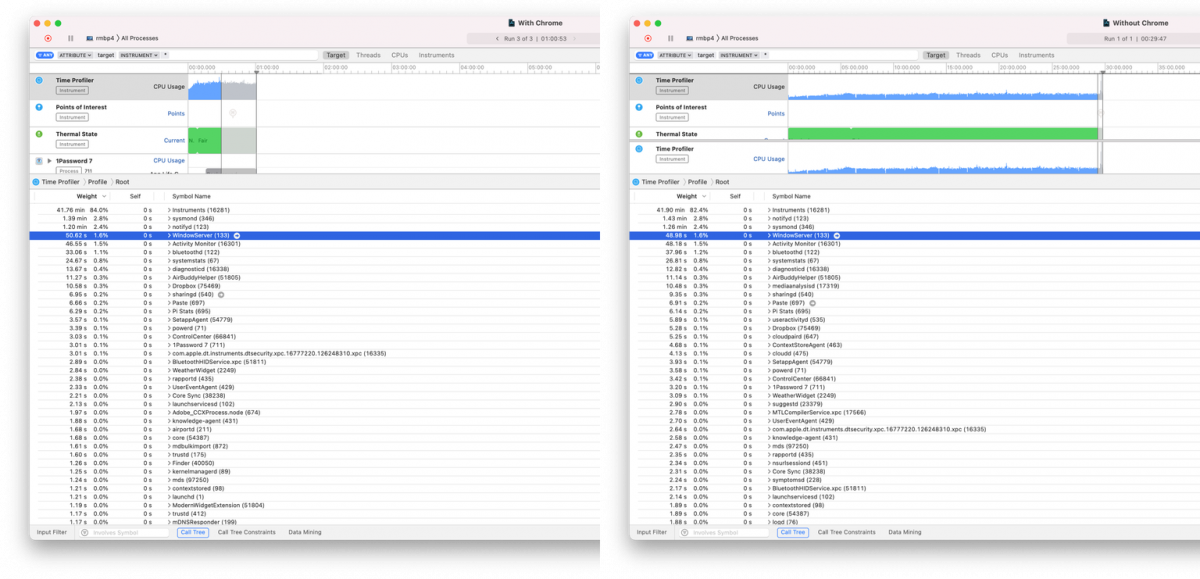 With Chrome
rmbp4 > All Processes
Run 3 of 3 | 01:00:53
ANY ATTRIBUTE target INSTRUMENT
Target Threads CPUs Instruments
00:00:000 01:00:00 02:00:00 03:00:00 04:00:00 05:00:00
Time Profiler
Instrument
CPU Usage
Points of Interest
Instrument
Points
Thermal State
Instrument
Current
Fair
1Password 7
CPU Usage
Process 711
Time Profiler > Profile > Root
Weight Self Symbol Name
41.76 min 84.0% 0 s > Instruments (16281)
1.39 min 2.8% 0 s > sysmond (346)
1.20 min 2.4% 0 s > notifyd (123)
50.62 s 1.6% 0 s > WindowServer (133)
46.55 s 1.5% 0 s > Activity Monitor (16301)
33.06 s 1.1% 0 s > bluetoothd (122)
24.67 s 0.8% 0 s > systemstats (67)
13.67 s 0.4% 0 s > diagnosticd (16338)
11.27 s 0.3% 0 s > AirBuddyHelper (51805)
10.58 s 0.3% 0 s > Dropbox (75469)
6.95 s 0.2% 0 s > sharingd (540)
6.66 s 0.2% 0 s > Paste (697)
6.29 s 0.2% 0 s > Pi Stats (695)
3.57 s 0.1% 0 s > SetappAgent (54779)
3.39 s 0.1% 0 s > powerd (71)
3.03 s 0.1% 0 s > ControlCenter (66841)
3.01 s 0.1% 0 s > 1Password 7 (711)
3.01 s 0.1% 0 s > com.apple.dt.instruments.dtsecurity.xpc.16777220.126248310.xpc (16335)
2.89 s 0.0% 0 s > BluetoothHIDService.xpc (51811)
2.84 s 0.0% 0 s > WeatherWidget (2249)
2.38 s 0.0% 0 s > rapportd (435)
2.33 s 0.0% 0 s > UserEventAgent (429)
2.21 s 0.0% 0 s > Core Sync (38238)
2.13 s 0.0% 0 s > launchservicesd (102)
1.97 s 0.0% 0 s > Adobe_CCXProcess.node (674)
1.88 s 0.0% 0 s > knowledge-agent (431)
1.68 s 0.0% 0 s > airportd (211)
1.68 s 0.0% 0 s > core (54387)
1.61 s 0.0% 0 s > mdbulkimport (872)
1.60 s 0.0% 0 s > trustd (175)
1.26 s 0.0% 0 s > Finder (40050)
1.25 s 0.0% 0 s > kernelmanagerd (89)
1.24 s 0.0% 0 s > mds (97250)
1.21 s 0.0% 0 s > contextstored (98)
1.21 s 0.0% 0 s > launchd (1)
1.19 s 0.0% 0 s > ModernWidgetExtension (51804)
1.17 s 0.0% 0 s > trustd (412)
1.17 s 0.0% 0 s > mDNSResponder (199)
Input Filter Involves Symbol Call Tree Call Tree Constraints Data Mining
Without Chrome
rmbp4 > All Processes
Run 1 of 1 | 00:29:47
ANY ATTRIBUTE target INSTRUMENT
Target Threads CPUs Instruments
00:00.000 05:00.000 10:00.000 15:00.000 20:00.000 25:00.000 30:00.000 35:00.000
Time Profiler
Instrument
CPU Usage
Points of Interest
Instrument
Points
Thermal State
Time Profiler
Instrument
CPU Usage
Time Profiler > Profile > Root
Weight Self Symbol Name
41.90 min 82.4% 0 s > Instruments (16281)
1.43 min 2.8% 0 s > notifyd (123)
1.26 min 2.4% 0 s > sysmond (346)
48.98 s 1.6% 0 s > WindowServer (133)
48.18 s 1.5% 0 s > Activity Monitor (16301)
37.96 s 1.2% 0 s > bluetoothd (122)
26.81 s 0.8% 0 s > systemstats (67)
12.82 s 0.4% 0 s > diagnosticd (16338)
11.14 s 0.3% 0 s > AirBuddyHelper (51805)
10.48 s 0.3% 0 s > mediaanalysisd (17319)
9.35 s 0.3% 0 s > sharingd (540)
6.91 s 0.2% 0 s > Paste (697)
6.14 s 0.2% 0 s > Pi Stats (695)
5.89 s 0.1% 0 s > useractivityd (535)
5.28 s 0.1% 0 s > Dropbox (75469)
5.25 s 0.1% 0 s > cloudpaird (647)
4.68 s 0.1% 0 s > ContextStoreAgent (463)
4.13 s 0.1% 0 s > cloudd (475)
3.93 s 0.1% 0 s > SetappAgent (54779)
3.58 s 0.1% 0 s > powerd (71)
3.42 s 0.1% 0 s > ControlCenter (66841)
3.20 s 0.1% 0 s > 1Password 7 (711)
3.09 s 0.0% 0 s > WeatherWidget (2249)
2.90 s 0.0% 0 s > suggestd (23379)
2.78 s 0.0% 0 s > MTLCompilerService.xpc (17566)
2.70 s 0.0% 0 s > UserEventAgent (429)
2.64 s 0.0% 0 s > com.apple.dt.instruments.dtsecurity.xpc.16777220.126248310.xpc (16335)
2.58 s 0.0% 0 s > knowledge-agent (431)
2.47 s 0.0% 0 s > mds (97250)
2.35 s 0.0% 0 s > rapportd (435)
2.34 s 0.0% 0 s > nsurlsessiond (451)
2.31 s 0.0% 0 s > Core Sync (38238)
2.24 s 0.0% 0 s > symptomsd (228)
2.17 s 0.0% 0 s > BluetoothHIDService.xpc (51811)
2.14 s 0.0% 0 s > launchservicesd (102)
1.89 s 0.0% 0 s > contextstored (98)
1.89 s 0.0% 0 s > core (54387)
1.88 s 0.0% 0 s > logd (76)
Input Filter Involves Symbol Call Tree Call Tree Constraints Data Mining